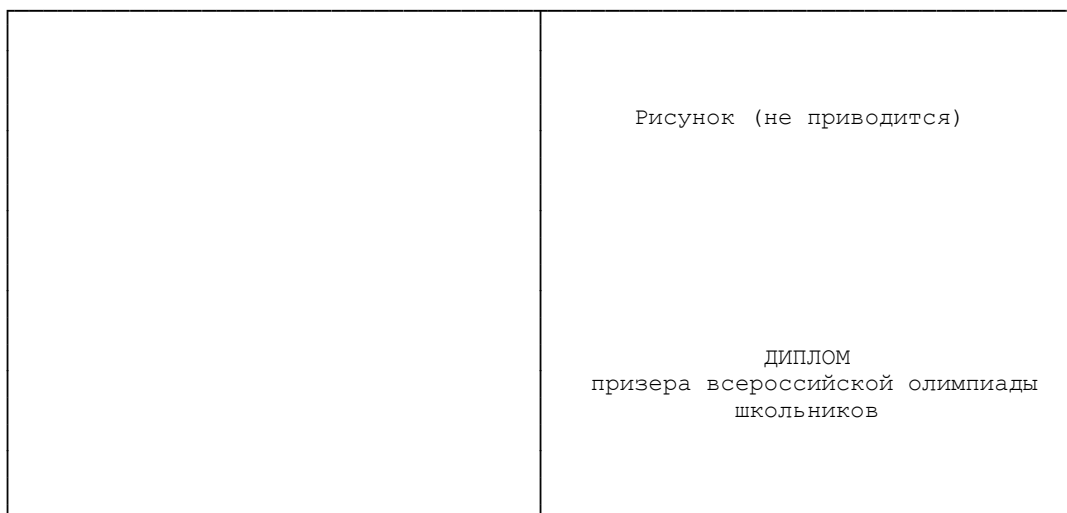 Рисунок (не приводится)
ДИПЛОМ
призера всероссийской олимпиады
школьников